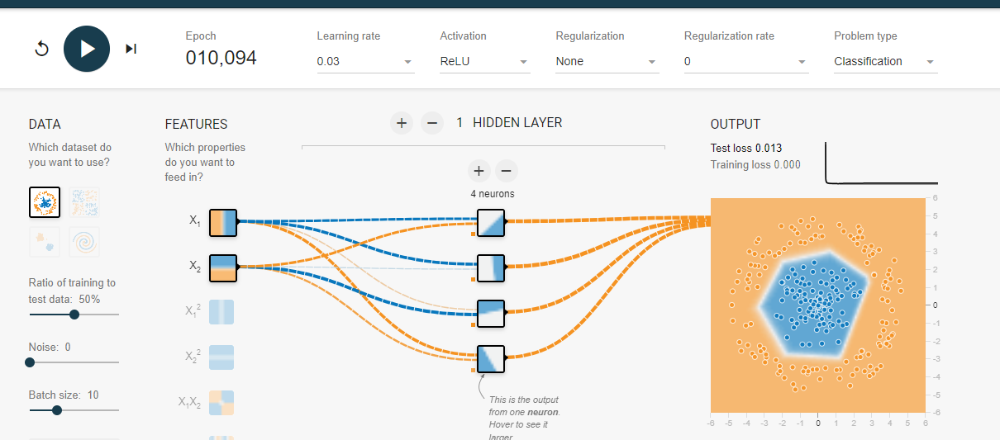 Epoch
010,094
Learning rate
0.03
Activation
ReLU
Regularization
None
Regularization rate
0
Problem type
Classification
DATA
Which dataset do
you want to use?
Ratio of training to
test data: 50%
Noise: 0
Batch size: 10
FEATURES
Which properties
do you want to
feed in?
X1
X2
X1²
X2²
X1X2
+ − 1 HIDDEN LAYER
+ −
4 neurons
This is the output
from one neuron.
Hover to see it
larger.
OUTPUT
Test loss 0.013
Training loss 0.000
6
5
4
3
2
1
0
-1
-2
-3
-4
-5
-6
-6 -5 -4 -3 -2 -1 0 1 2 3 4 5 6